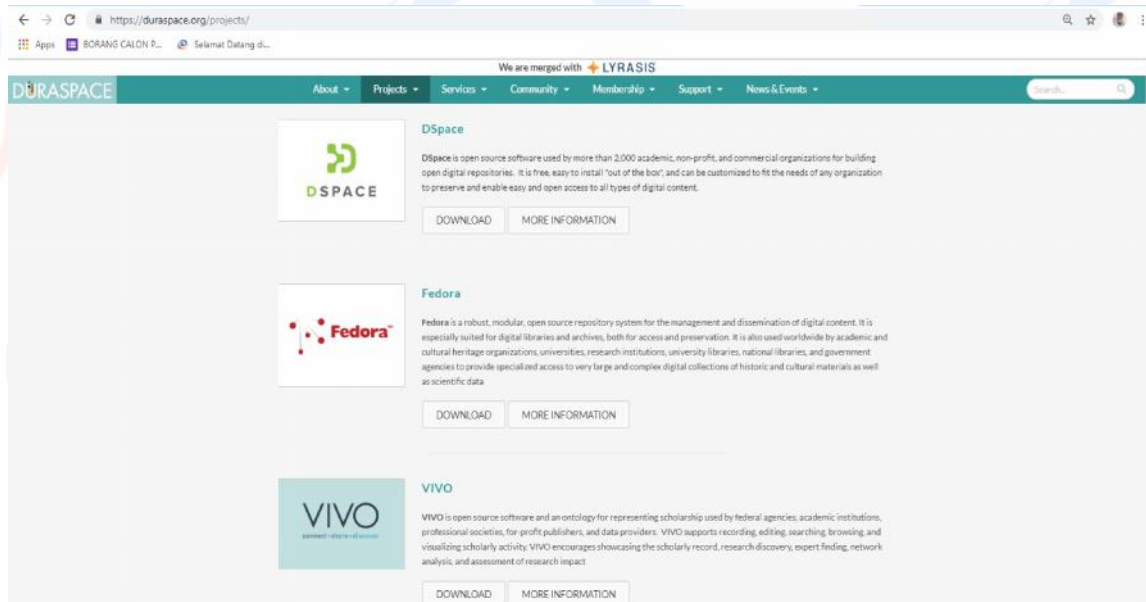 https://duraspace.org/projects/
Apps BORANG CALON P... Selamat Datang di...
We are merged with LYRASIS
DURASPACE About Projects Services Community Membership Support News & Events Search...
DSpace
DSpace is open source software used by more than 2,000 academic, non-profit, and commercial organizations for building
open digital repositories. It is free, easy to install "out of the box", and can be customized to fit the needs of any organization
to preserve and enable easy and open access to all types of digital content.
DSPACE
DOWNLOAD MORE INFORMATION
Fedora
Fedora is a robust, modular, open source repository system for the management and dissemination of digital content. It is
especially suited for digital libraries and archives, both for access and preservation. It is also used worldwide by academic and
cultural heritage organizations, universities, research institutions, university libraries, national libraries, and government
agencies to provide specialized access to very large and complex digital collections of historic and cultural materials as well
as scientific data
Fedora™
DOWNLOAD MORE INFORMATION
VIVO
VIVO is open source software and an ontology for representing scholarship used by federal agencies, academic institutions,
professional societies, for-profit publishers, and data providers. VIVO supports recording, editing, searching, browsing, and
visualizing scholarly activity. VIVO encourages showcasing the scholarly record, research discovery, expert finding, network
analysis, and assessment of research impact
VIVO
connect • share • discover
DOWNLOAD MORE INFORMATION